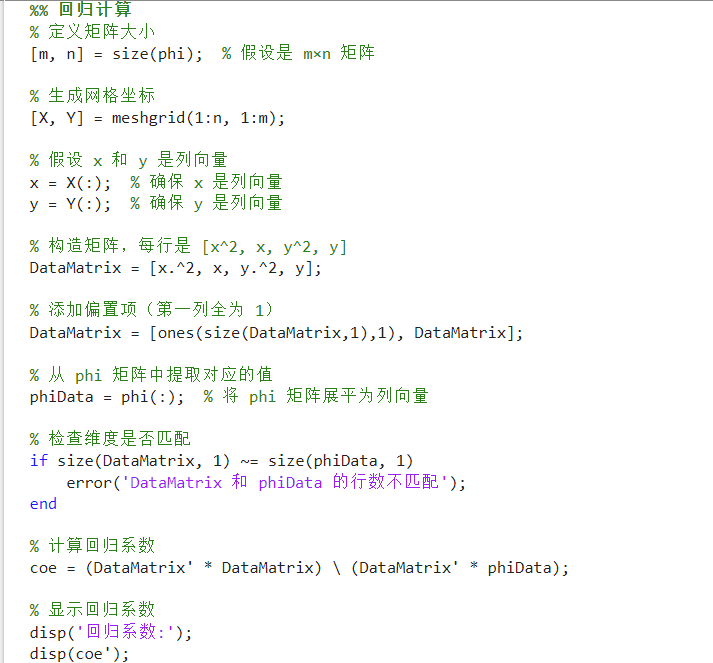 %% 回归计算
% 定义矩阵大小
[m, n] = size(phi);  % 假设是 m×n 矩阵
% 生成网格坐标
[X, Y] = meshgrid(1:n, 1:m);
% 假设 x 和 y 是列向量
x = X(:);  % 确保 x 是列向量
y = Y(:);  % 确保 y 是列向量
% 构造矩阵，每行是 [x^2, x, y^2, y]
DataMatrix = [x.^2, x, y.^2, y];
% 添加偏置项（第一列全为 1）
DataMatrix = [ones(size(DataMatrix,1),1), DataMatrix];
% 从 phi 矩阵中提取对应的值
phiData = phi(:);  % 将 phi 矩阵展平为列向量
% 检查维度是否匹配
if size(DataMatrix, 1) ~= size(phiData, 1)
    error('DataMatrix 和 phiData 的行数不匹配');
end
% 计算回归系数
coe = (DataMatrix' * DataMatrix) \ (DataMatrix' * phiData);
% 显示回归系数
disp('回归系数:');
disp(coe');